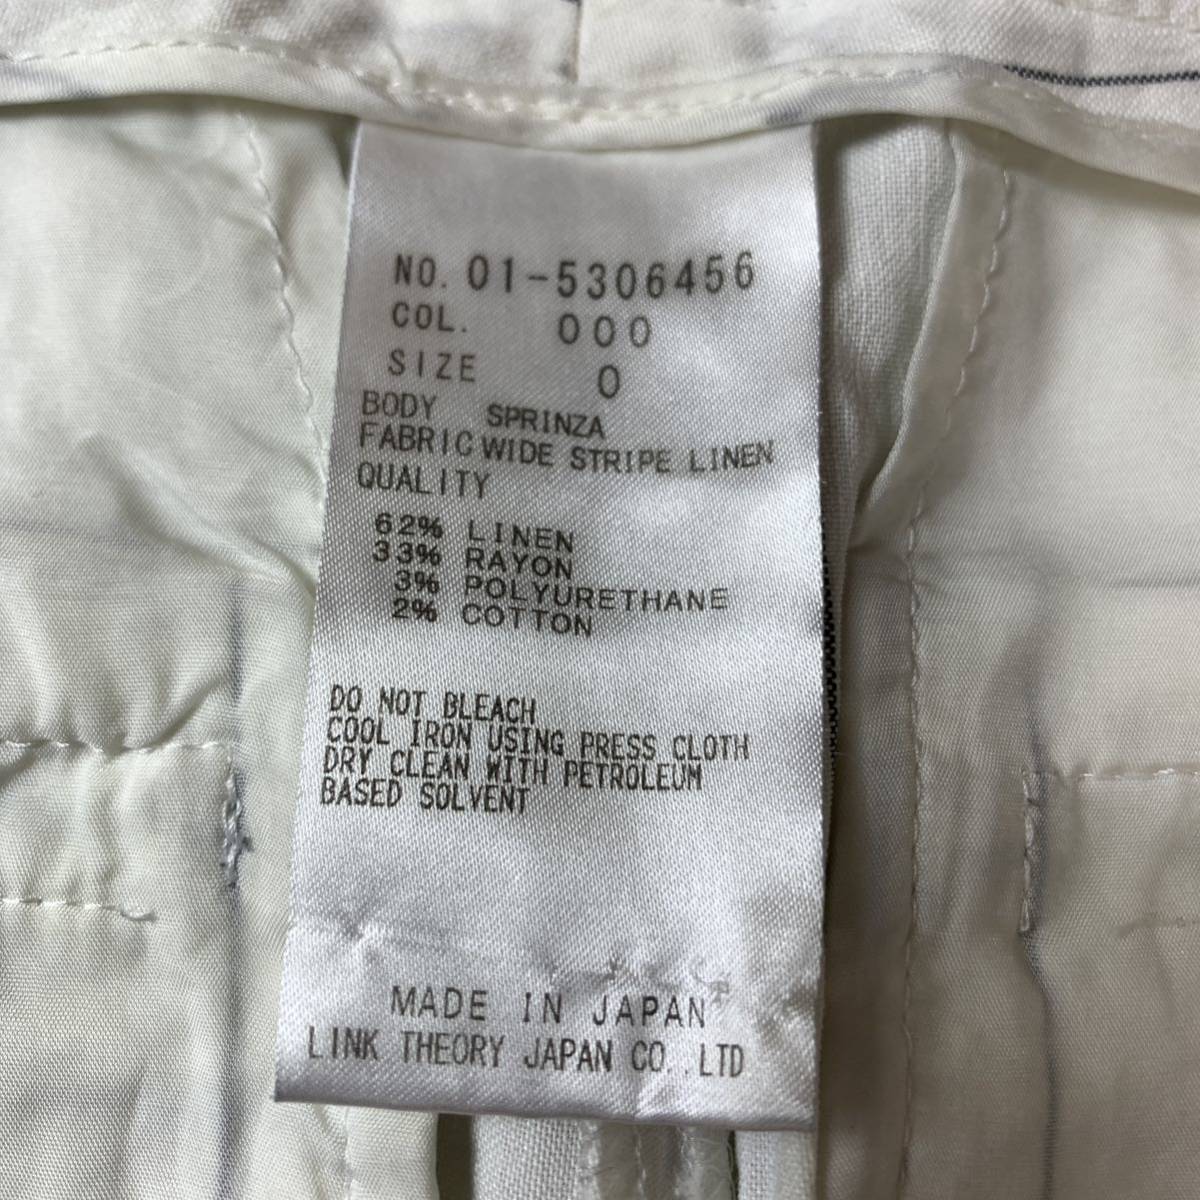 NO. 01-5306456
COL. 000
SIZE 0
BODY SPRINZA
FABRIC WIDE STRIPE LINEN
QUALITY
62% LINEN
33% RAYON
3% POLYURETHANE
2% COTTON
DO NOT BLEACH
COOL IRON USING PRESS CLOTH
DRY CLEAN WITH PETROLEUM
BASED SOLVENT
MADE IN JAPAN
LINK THEORY JAPAN CO.,LTD